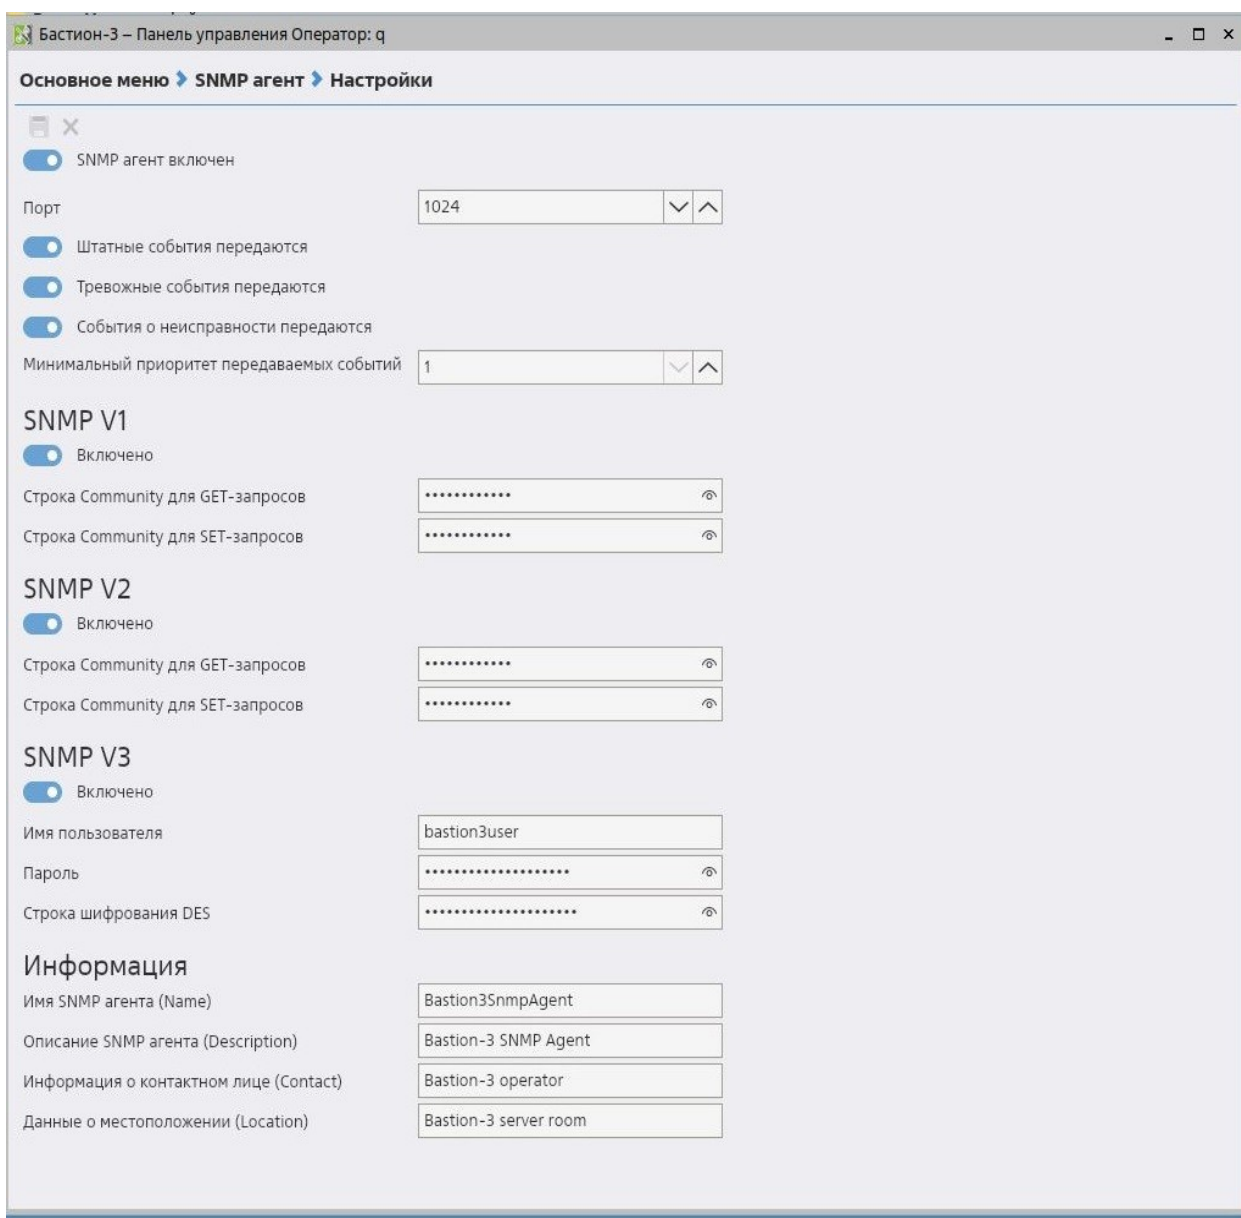 Бастион-3 – Панель управления Оператор: q
Основное меню SNMP агент Настройки
SNMP агент включен
Порт 1024
Штатные события передаются
Тревожные события передаются
События о неисправности передаются
Минимальный приоритет передаваемых событий 1
SNMP V1
Включено
Строка Community для GET-запросов ••••••••••••
Строка Community для SET-запросов ••••••••••••
SNMP V2
Включено
Строка Community для GET-запросов ••••••••••••
Строка Community для SET-запросов ••••••••••••
SNMP V3
Включено
Имя пользователя bastion3user
Пароль ••••••••••••••••••••
Строка шифрования DES •••••••••••••••••••••
Информация
Имя SNMP агента (Name) Bastion3SnmpAgent
Описание SNMP агента (Description) Bastion-3 SNMP Agent
Информация о контактном лице (Contact) Bastion-3 operator
Данные о местоположении (Location) Bastion-3 server room